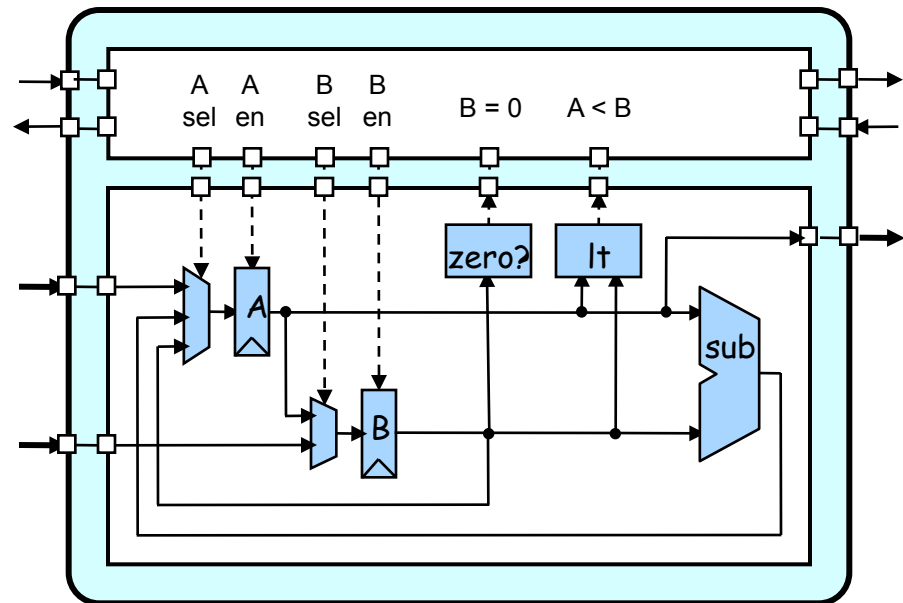 A sel
A en
B sel
B en
B = 0
A < B
zero?
lt
A
sub
B